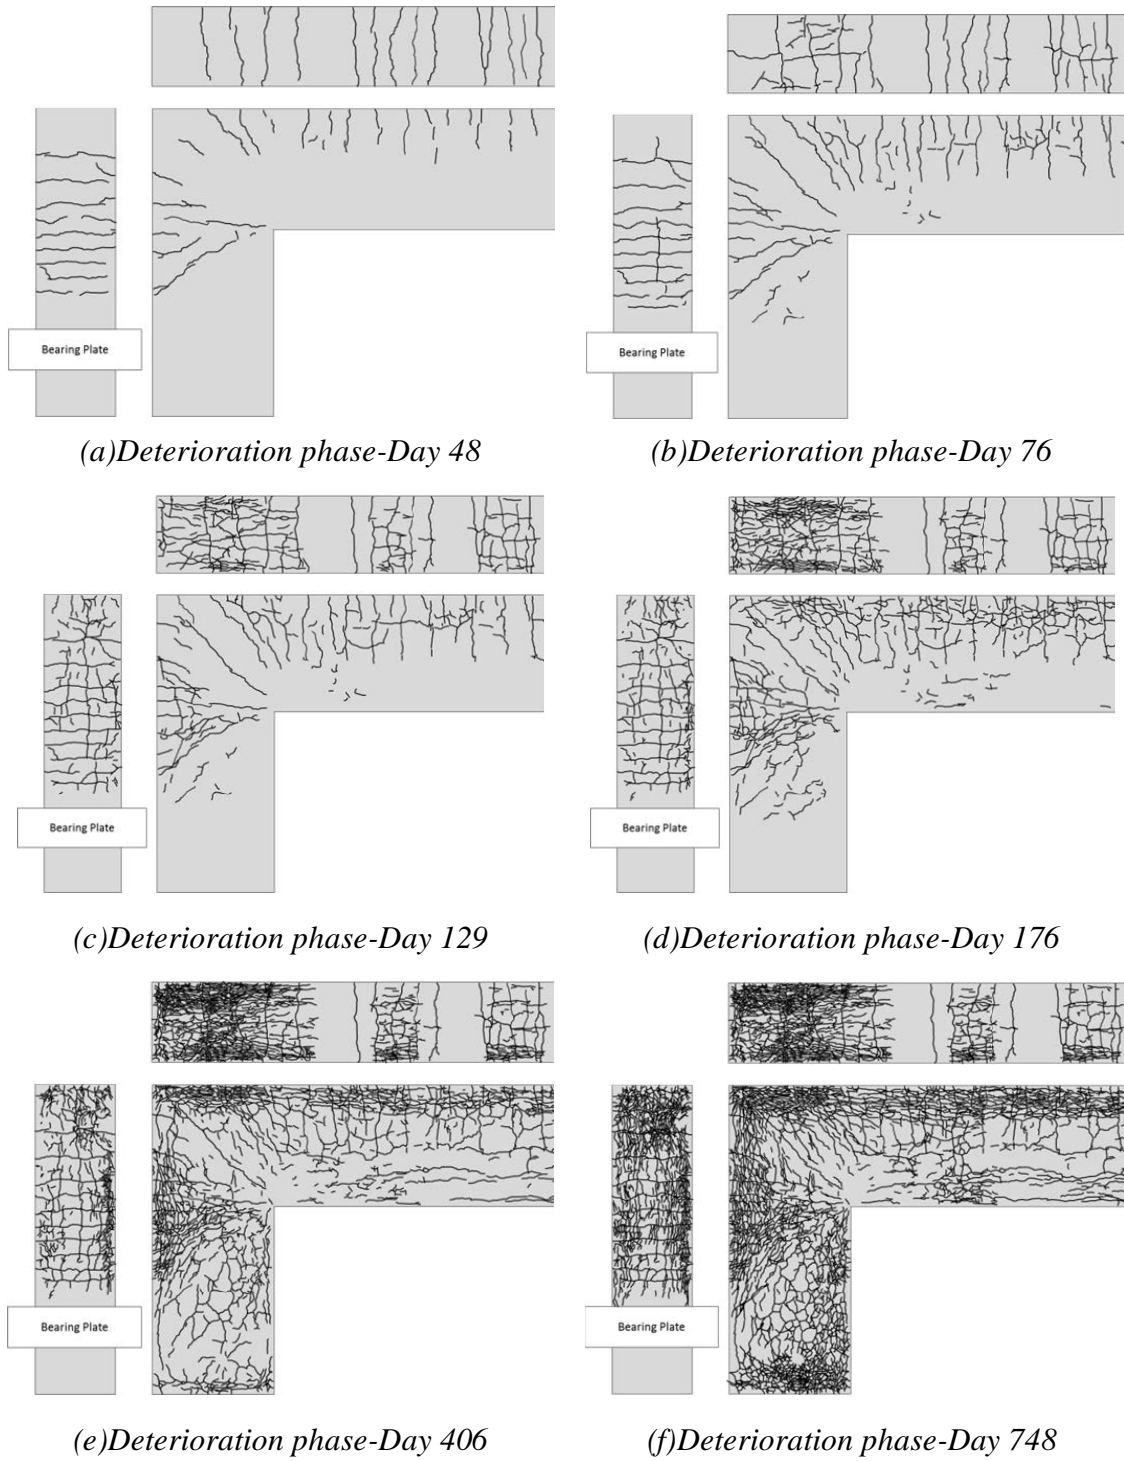 Bearing Plate
Bearing Plate
(a)Deterioration phase-Day 48
(b)Deterioration phase-Day 76
Bearing Plate
Bearing Plate
(c)Deterioration phase-Day 129
(d)Deterioration phase-Day 176
Bearing Plate
Bearing Plate
(e)Deterioration phase-Day 406
(f)Deterioration phase-Day 748